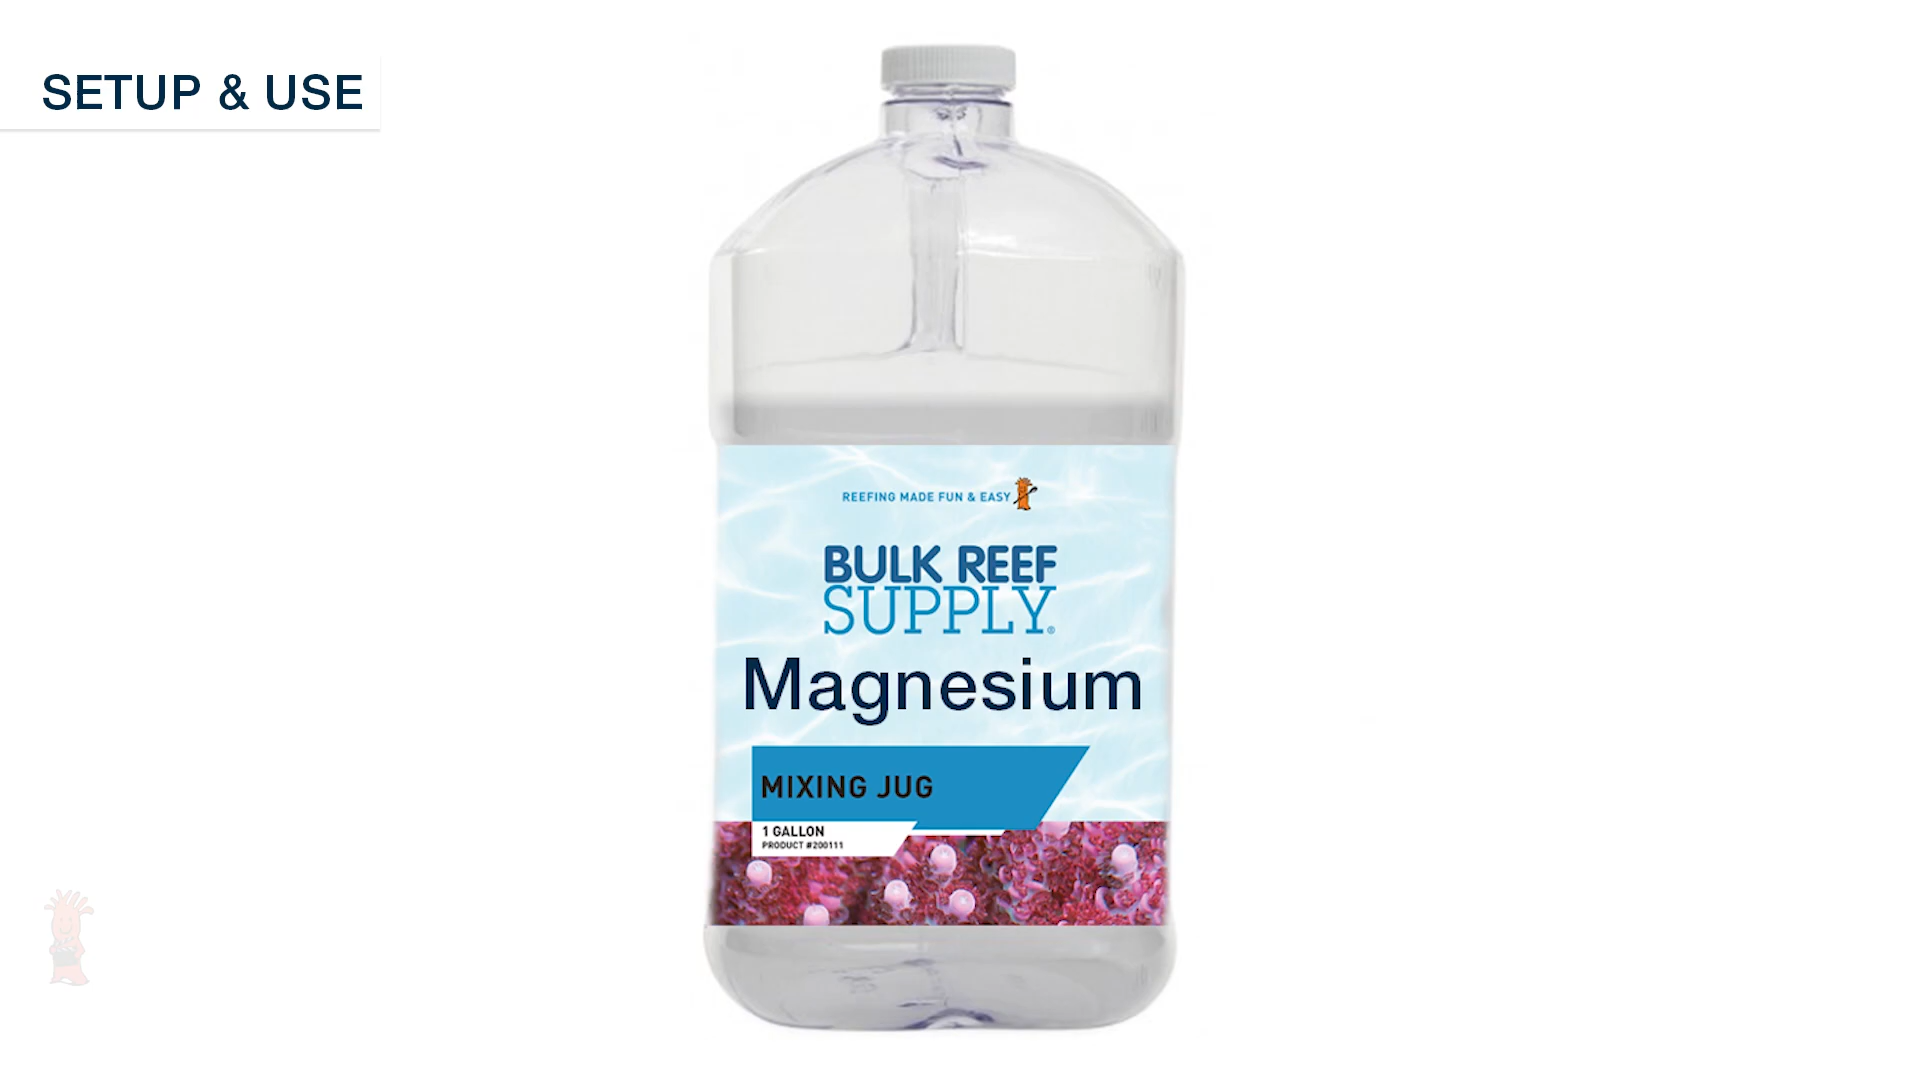 SETUP & USE
REEFING MADE FUN & EASY
BULK REEF
SUPPLY®
Magnesium
MIXING JUG
1 GALLON
PRODUCT #200111